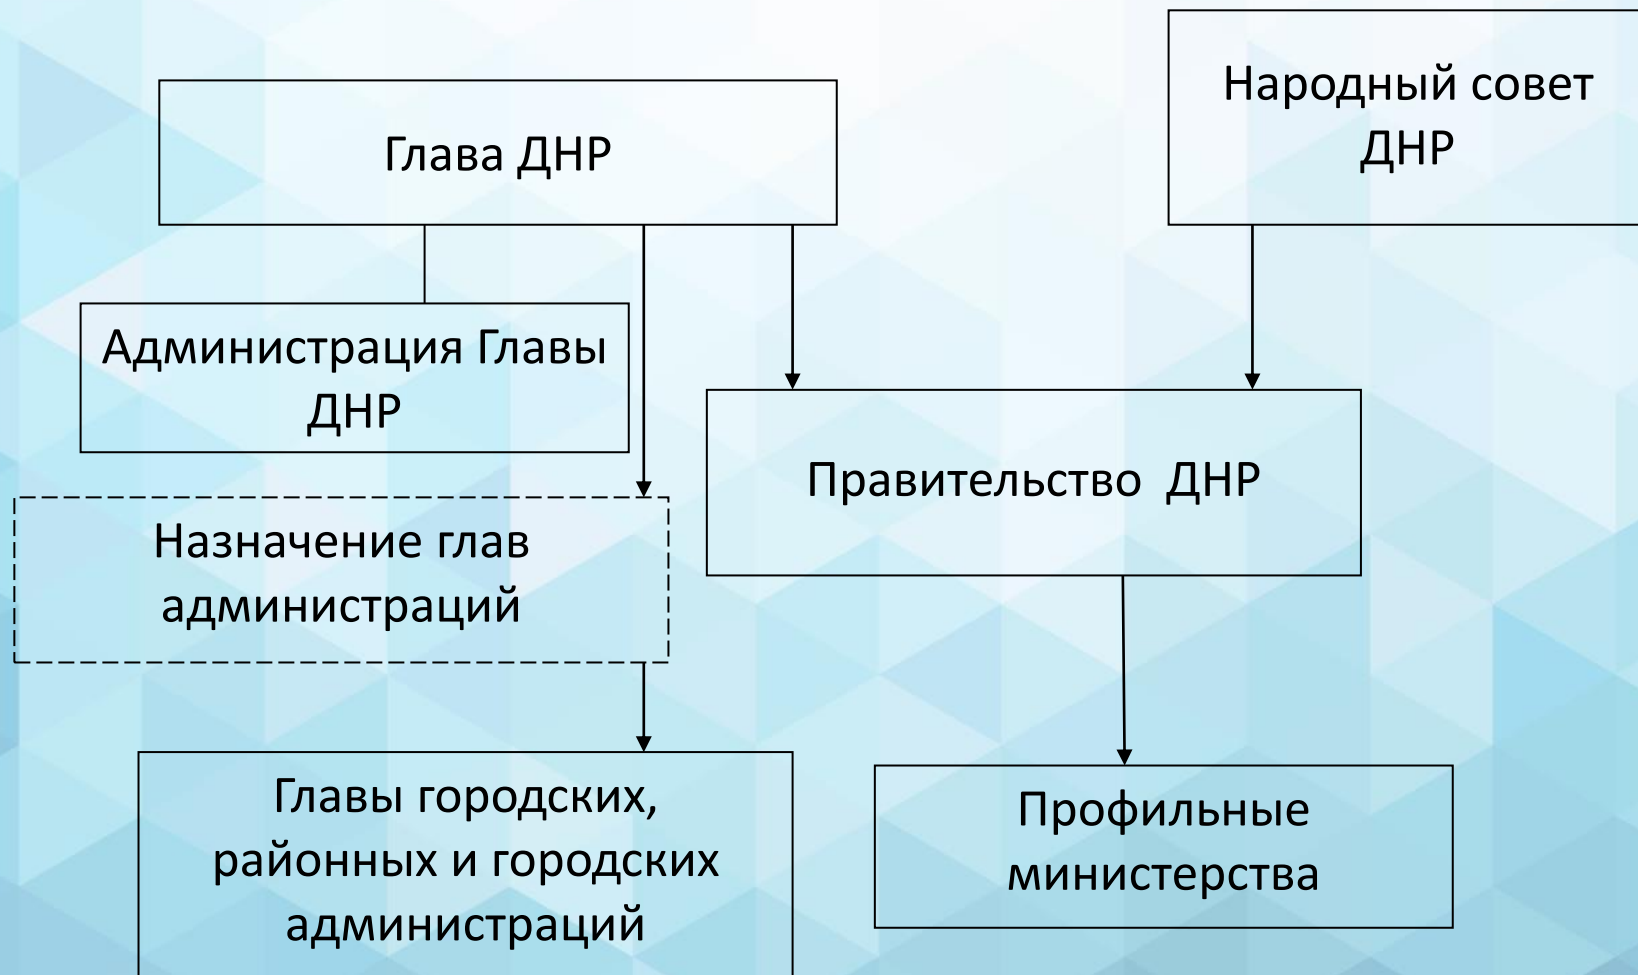 Глава ДНР
Народный совет
ДНР
Администрация Главы
ДНР
Правительство ДНР
Назначение глав
администраций
Главы городских,
районных и городских
администраций
Профильные
министерства